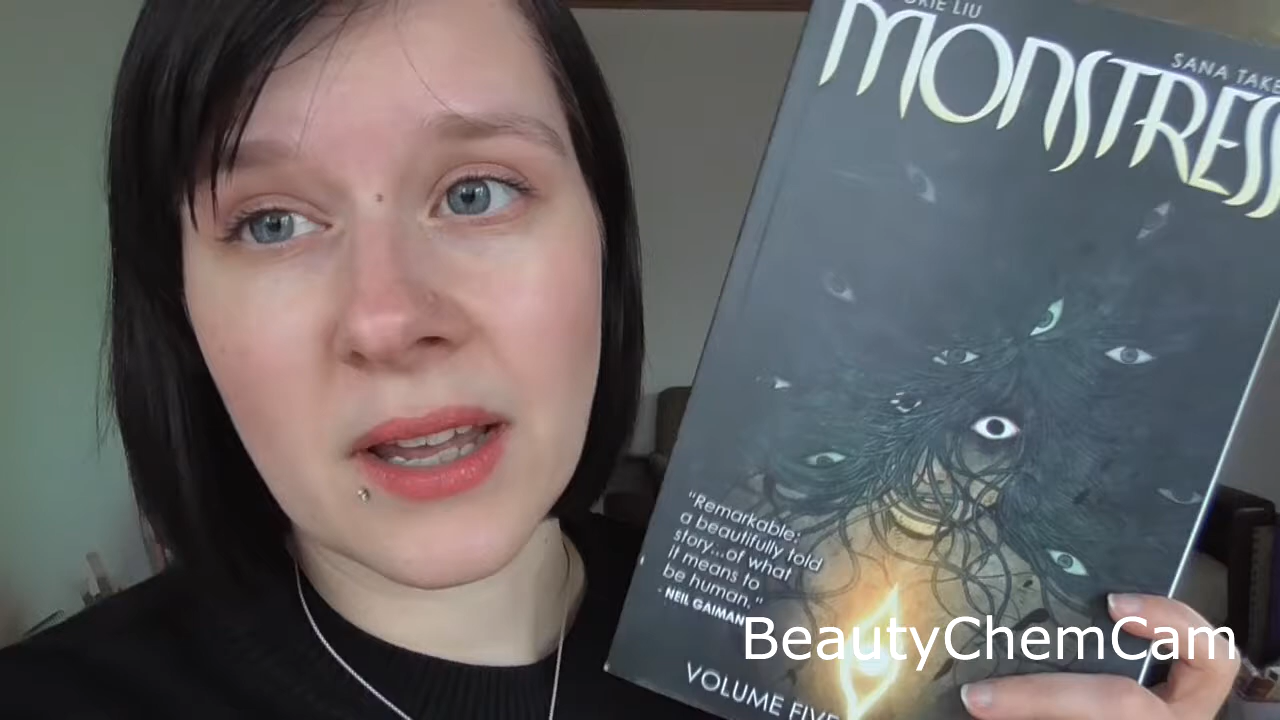 LIU
MONSTRESS
SANA TAKE
"Remarkable:
a beautifully told
story...of what
it means to
be human."
- NEIL GAIMAN
BeautyChemCam
VOLUME FIVE